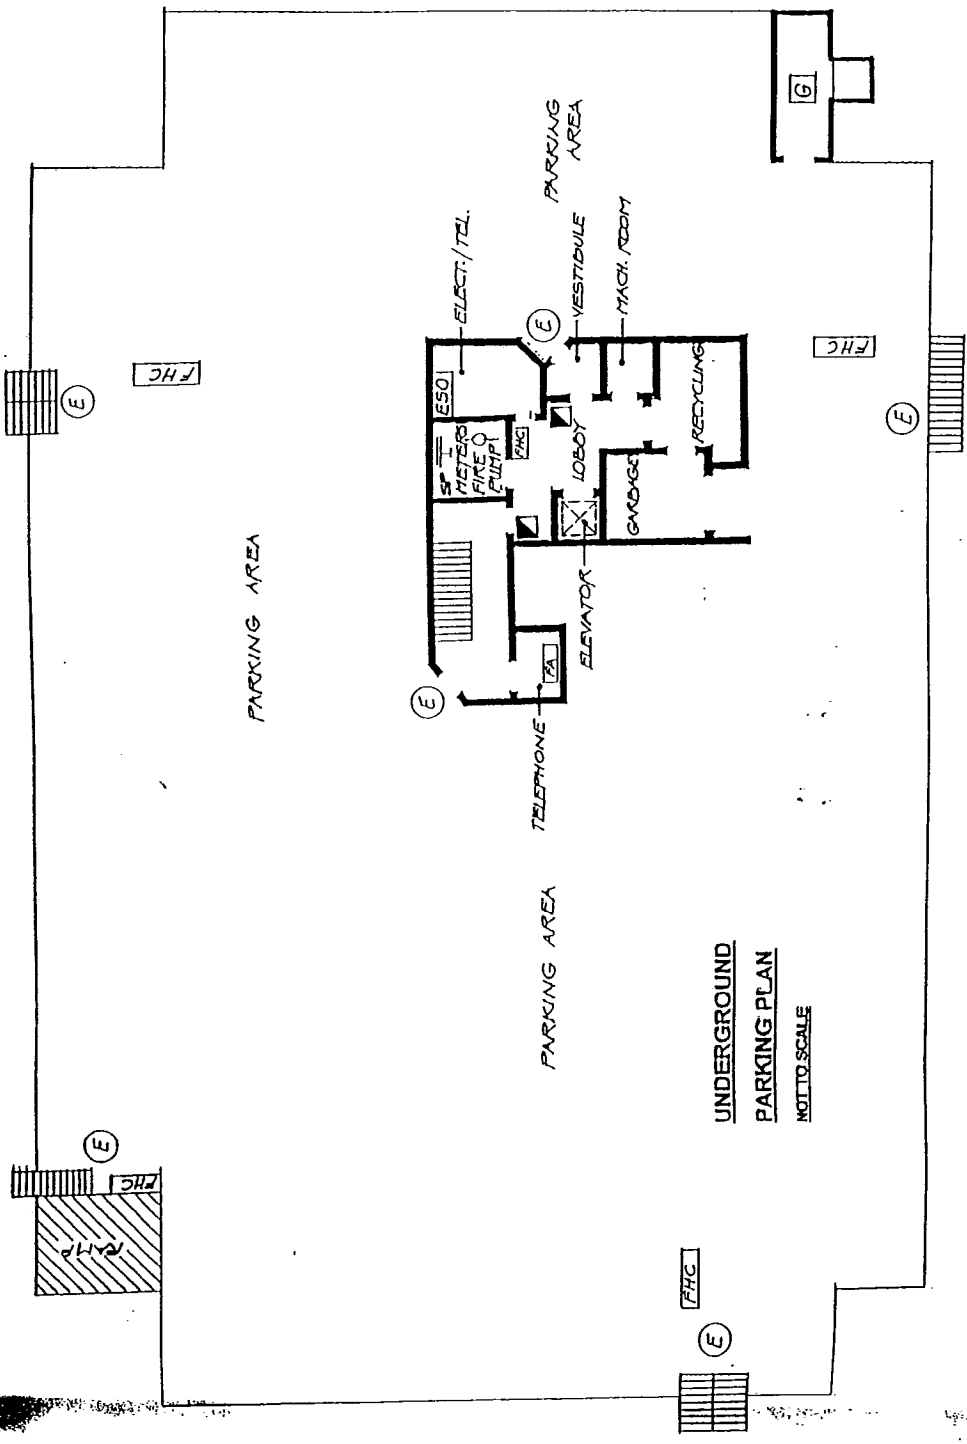 G
PARKING
AREA
ELECT./TEL.
VESTIBULE
MACH. ROOM
E
FHC
E
FHC
E
ESO
RECYCLING
SP
METERS
FIRE
PUMP
FHC
LOBBY
GARBAGE
ELEVATOR
PARKING AREA
E
FA
TELEPHONE
PARKING AREA
UNDERGROUND
PARKING PLAN
NOT TO SCALE
E
FHC
RAMP
FHC
E